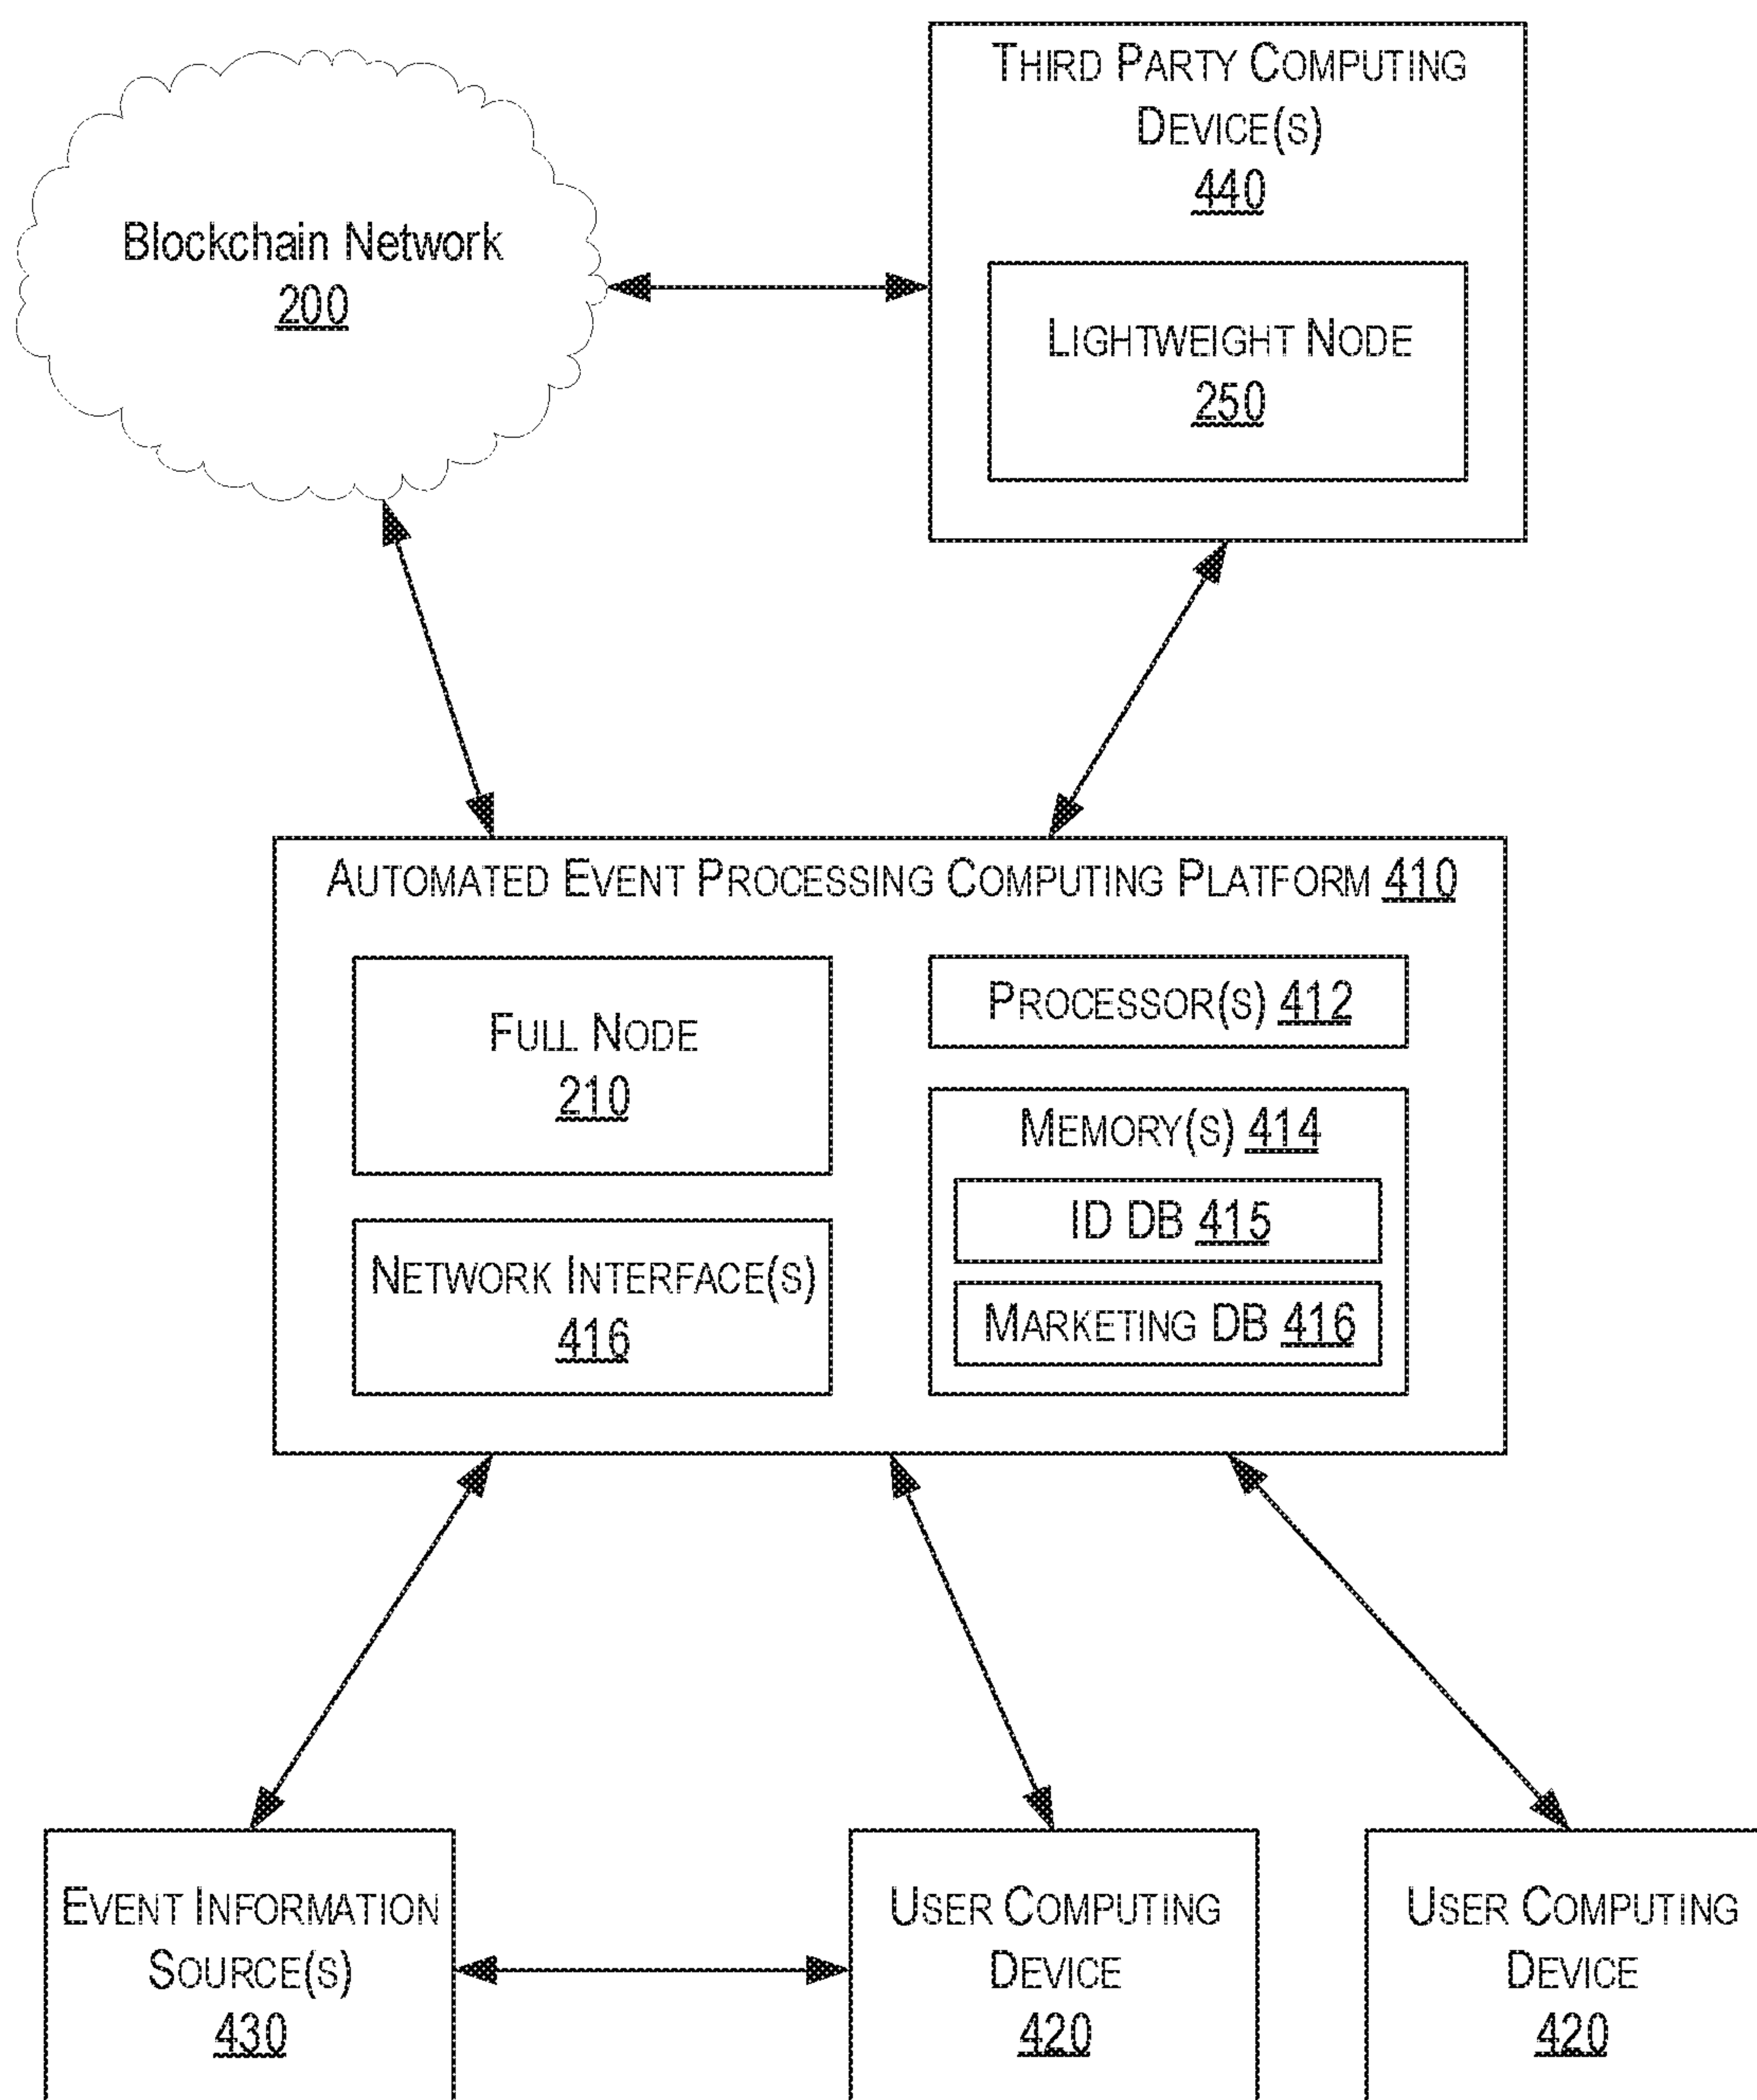 Blockchain Network
200
THIRD PARTY COMPUTING
DEVICE(S)
440
LIGHTWEIGHT NODE
250
AUTOMATED EVENT PROCESSING COMPUTING PLATFORM 410
FULL NODE
210
NETWORK INTERFACE(S)
416
PROCESSOR(S) 412
MEMORY(S) 414
ID DB 415
MARKETING DB 416
EVENT INFORMATION
SOURCE(S)
430
USER COMPUTING
DEVICE
420
USER COMPUTING
DEVICE
420